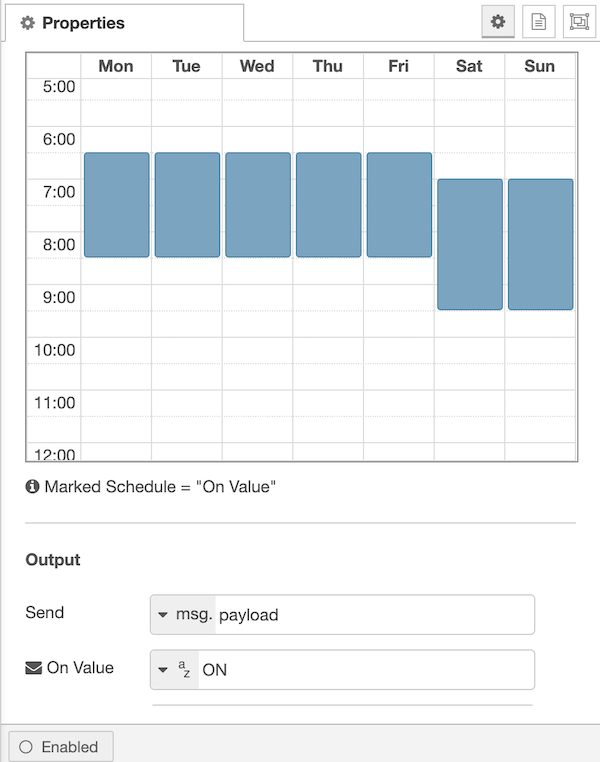 Properties
Mon Tue Wed Thu Fri Sat Sun
5:00
6:00
7:00
8:00
9:00
10:00
11:00
12:00
Marked Schedule = "On Value"
Output
Send msg. payload
On Value az ON
Enabled